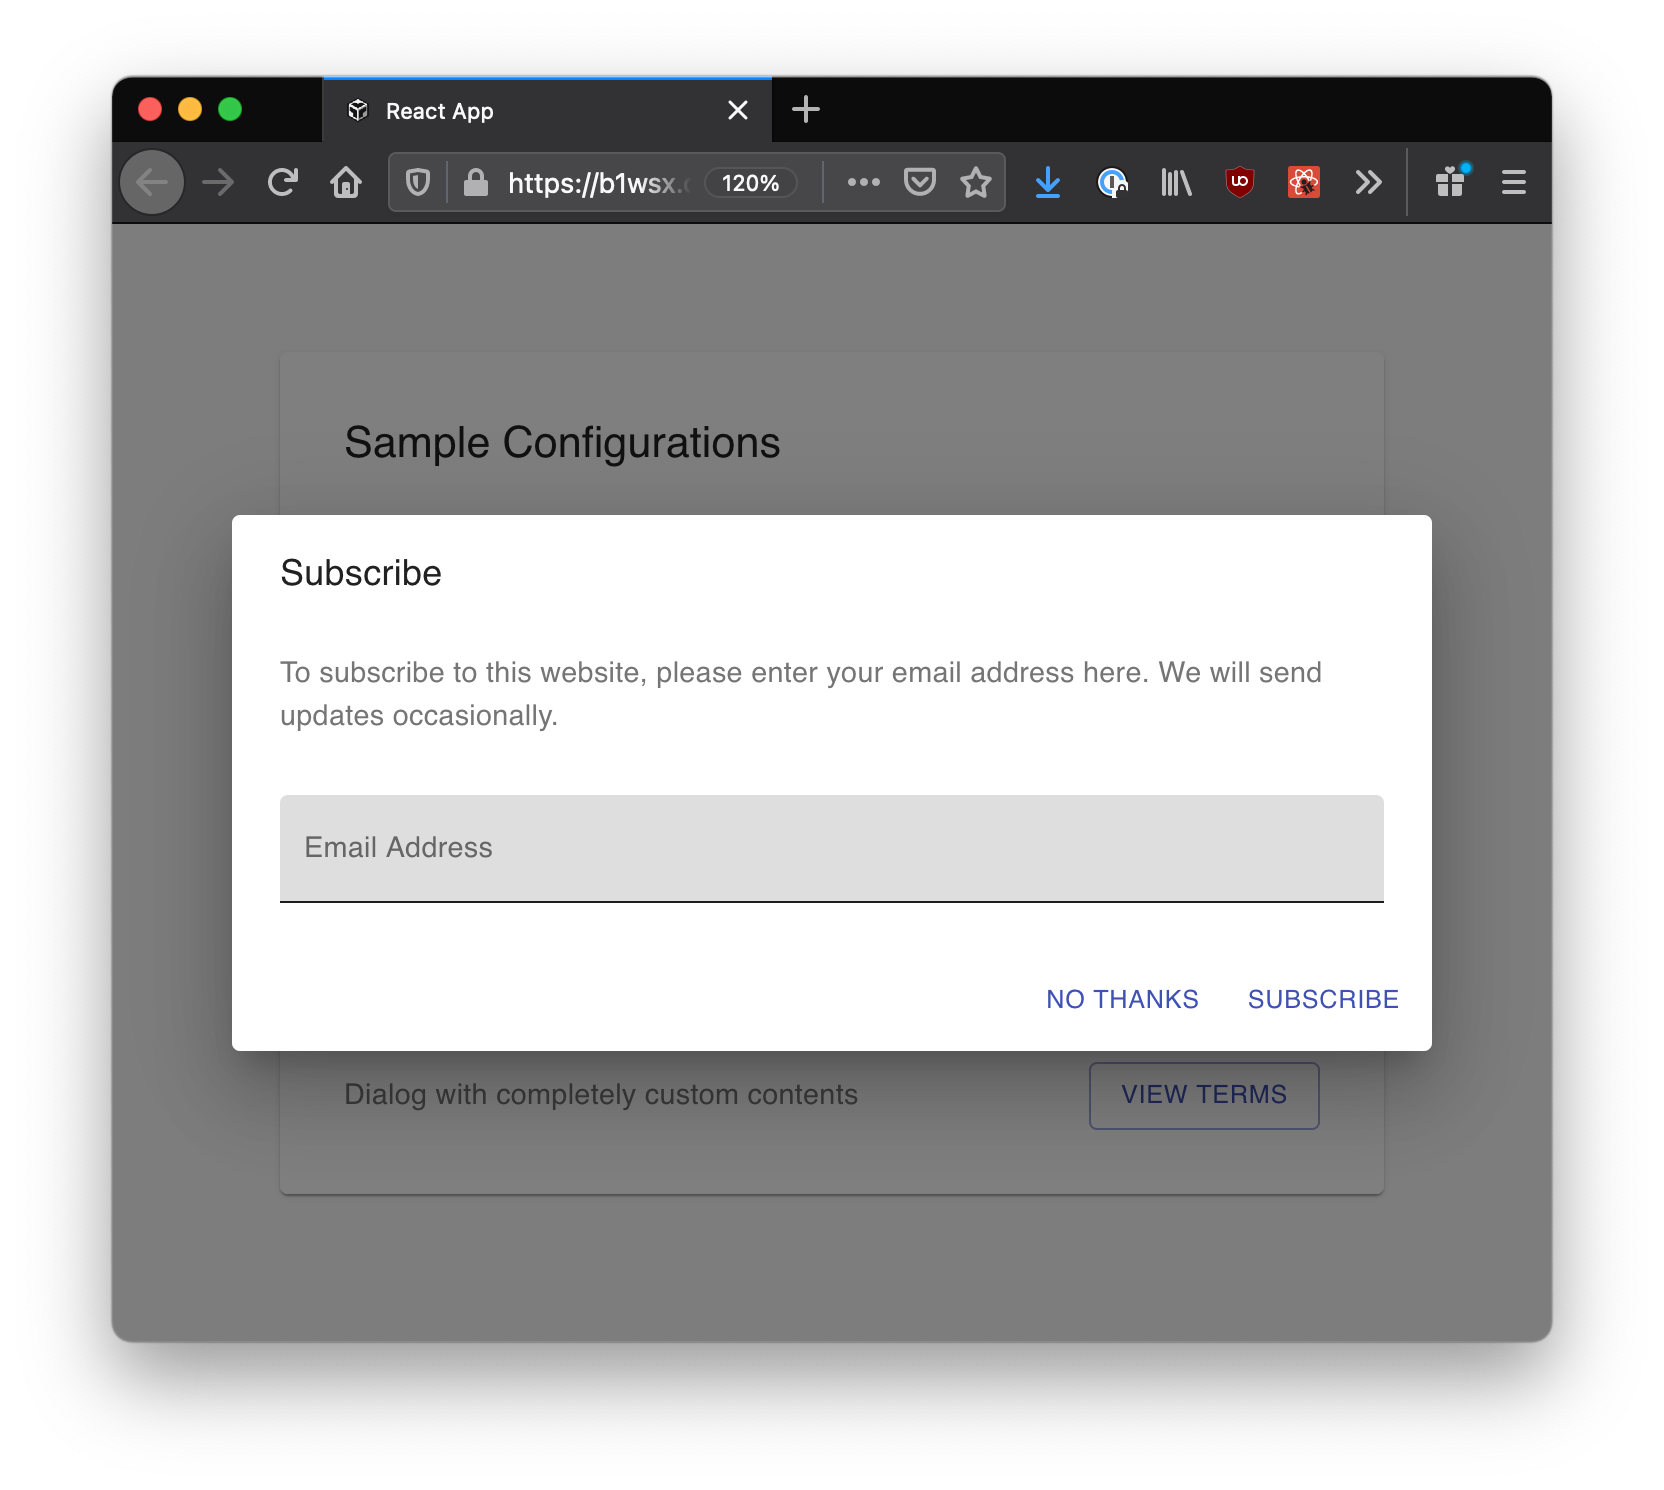 React App
https://b1wsx.
120%
Sample Configurations
Subscribe
To subscribe to this website, please enter your email address here. We will send
updates occasionally.
Email Address
NO THANKS SUBSCRIBE
Dialog with completely custom contents
VIEW TERMS